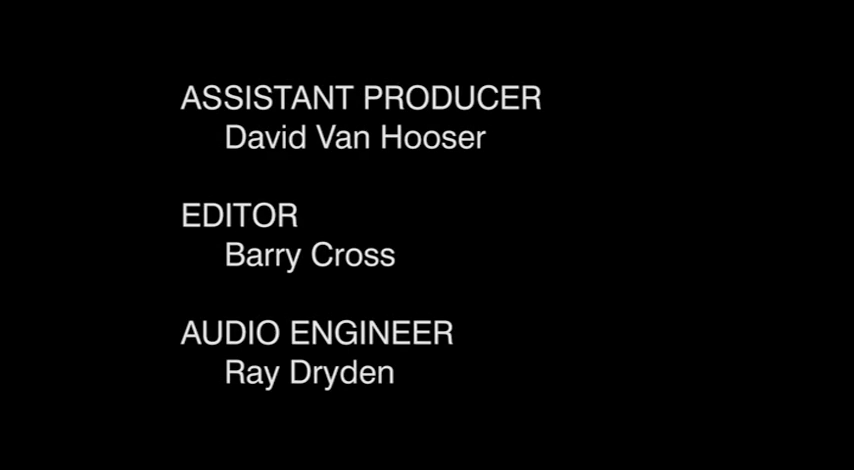 ASSISTANT PRODUCER
David Van Hooser
EDITOR
Barry Cross
AUDIO ENGINEER
Ray Dryden